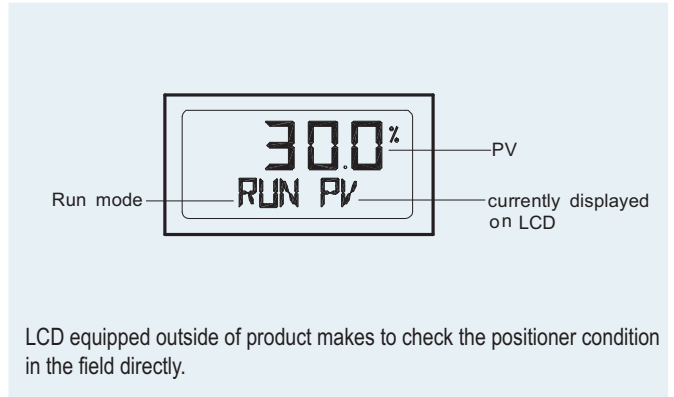 30.0%
PV
RUN PV
Run mode
currently displayed
on LCD
LCD equipped outside of product makes to check the positioner condition
in the field directly.